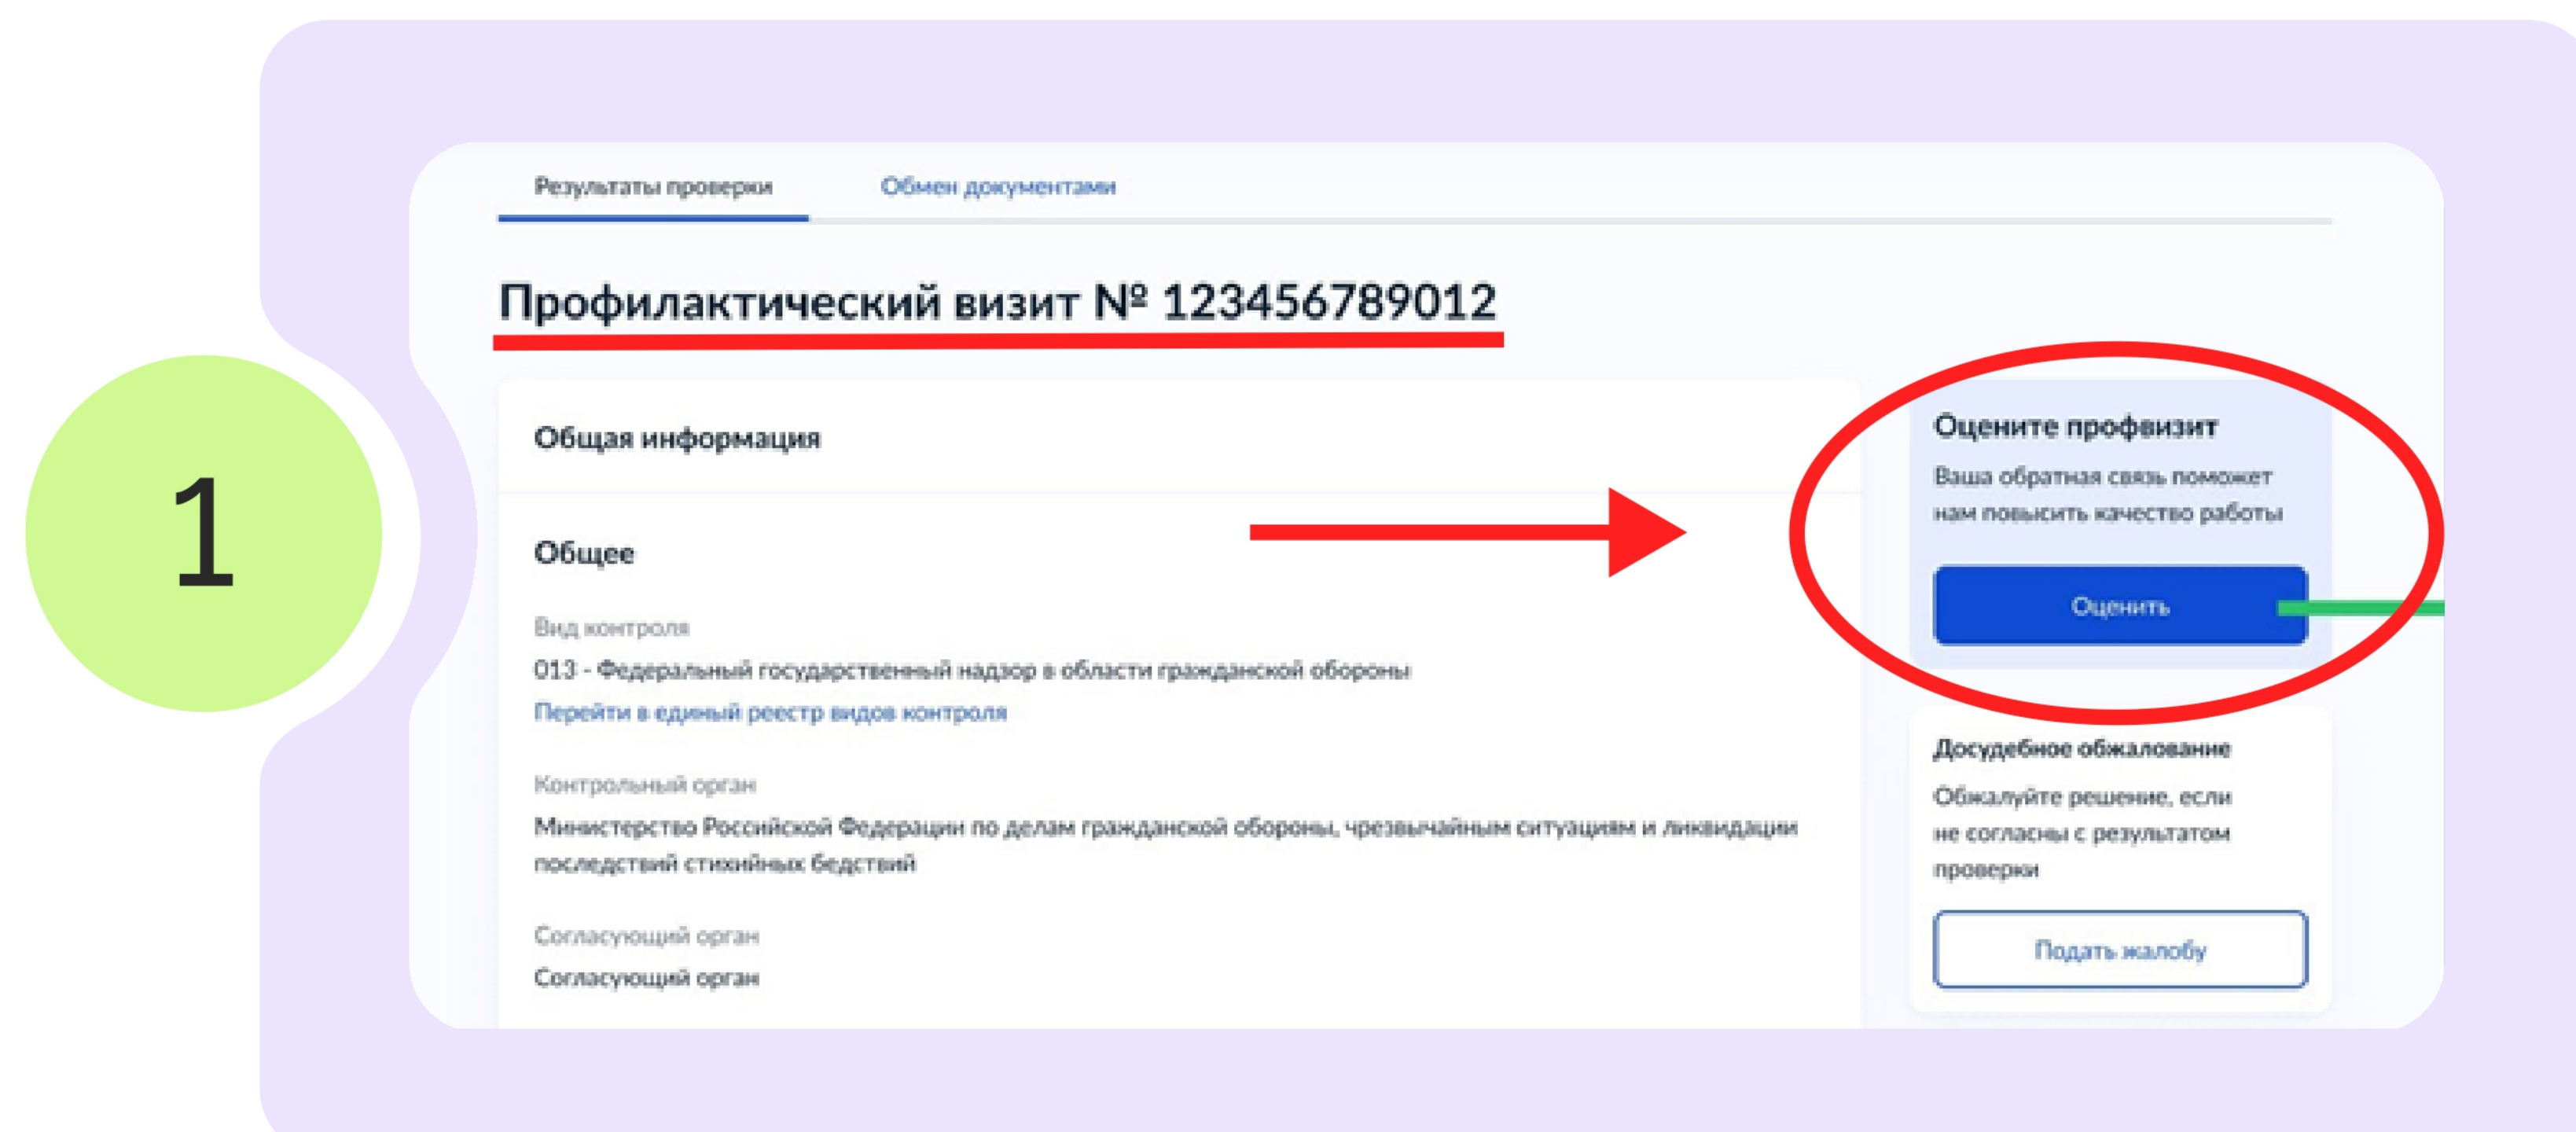 1
Результаты проверки
Обмен документами
Профилактический визит № 123456789012
Общая информация
Общее
Вид контроля
013 - Федеральный государственный надзор в области гражданской обороны
Перейти в единый реестр видов контроля
Контрольный орган
Министерство Российской Федерации по делам гражданской обороны, чрезвычайным ситуациям и ликвидации
последствий стихийных бедствий
Согласующий орган
Согласующий орган
Оцените профвизит
Ваша обратная связь поможет
нам повысить качество работы
Оценить
Досудебное обжалование
Обжалуйте решение, если
не согласны с результатом
проверки
Подать жалобу